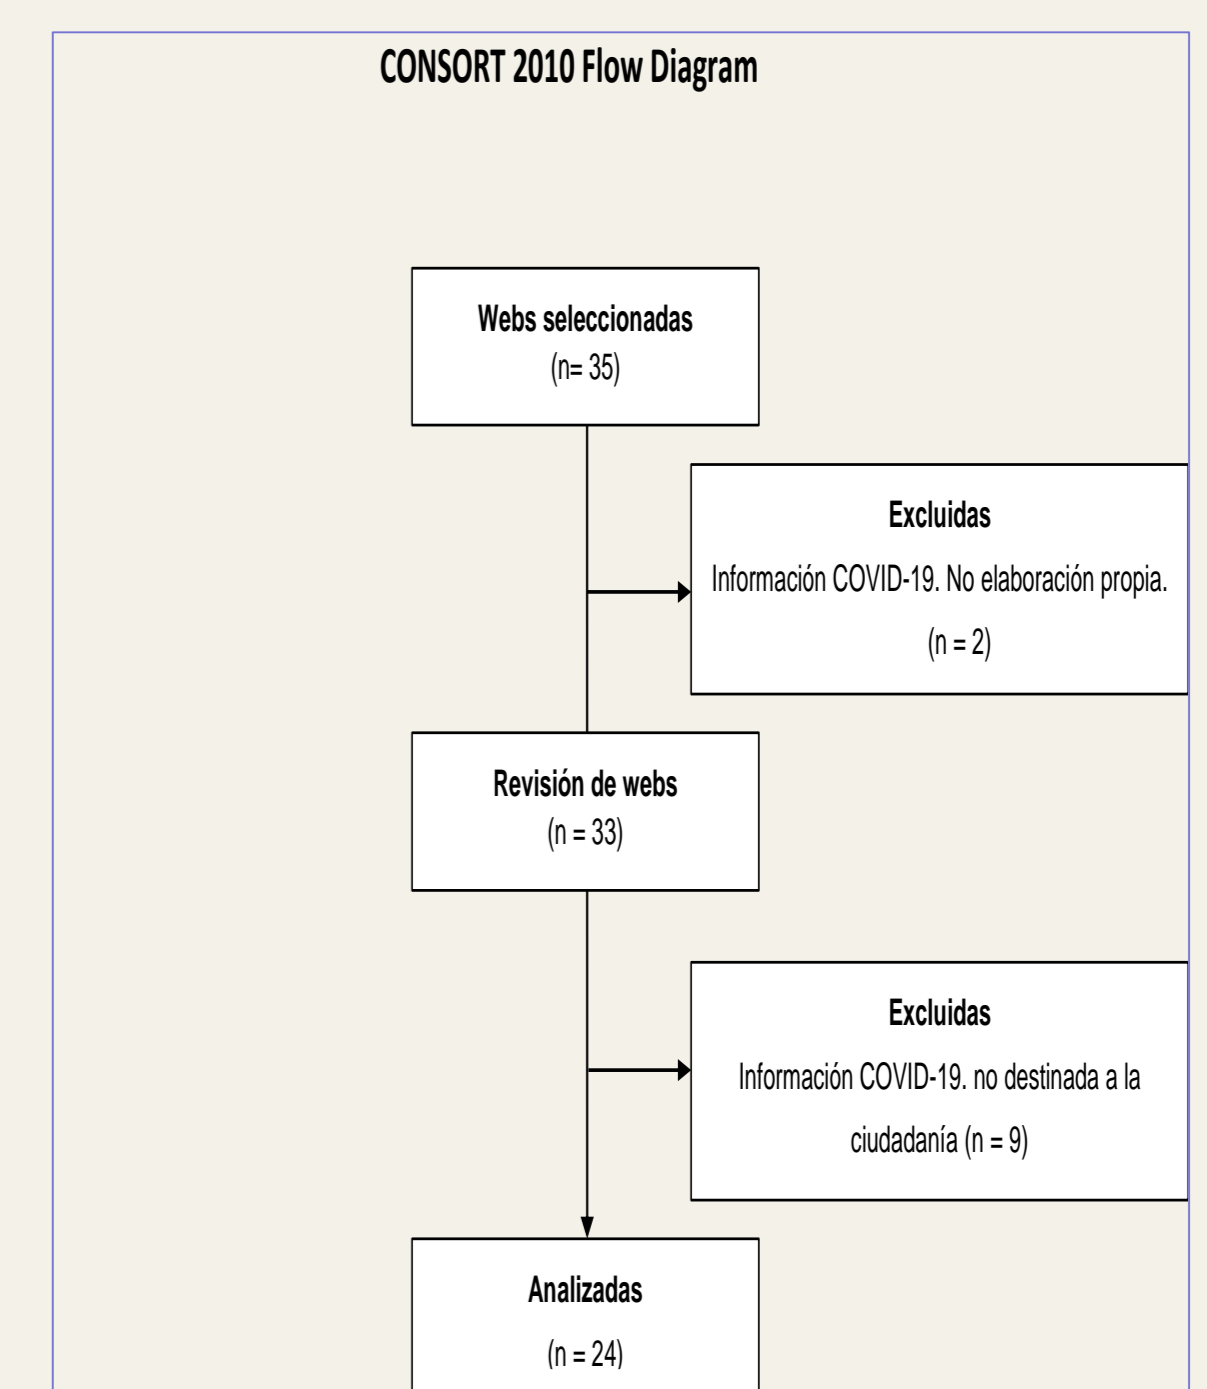 CONSORT 2010 Flow Diagram
Webs seleccionadas
(n= 35)
Excluidas
Información COVID-19. No elaboración propia.
(n = 2)
Revisión de webs
(n = 33)
Excluidas
Información COVID-19. no destinada a la
ciudadanía (n = 9)
Analizadas
(n = 24)